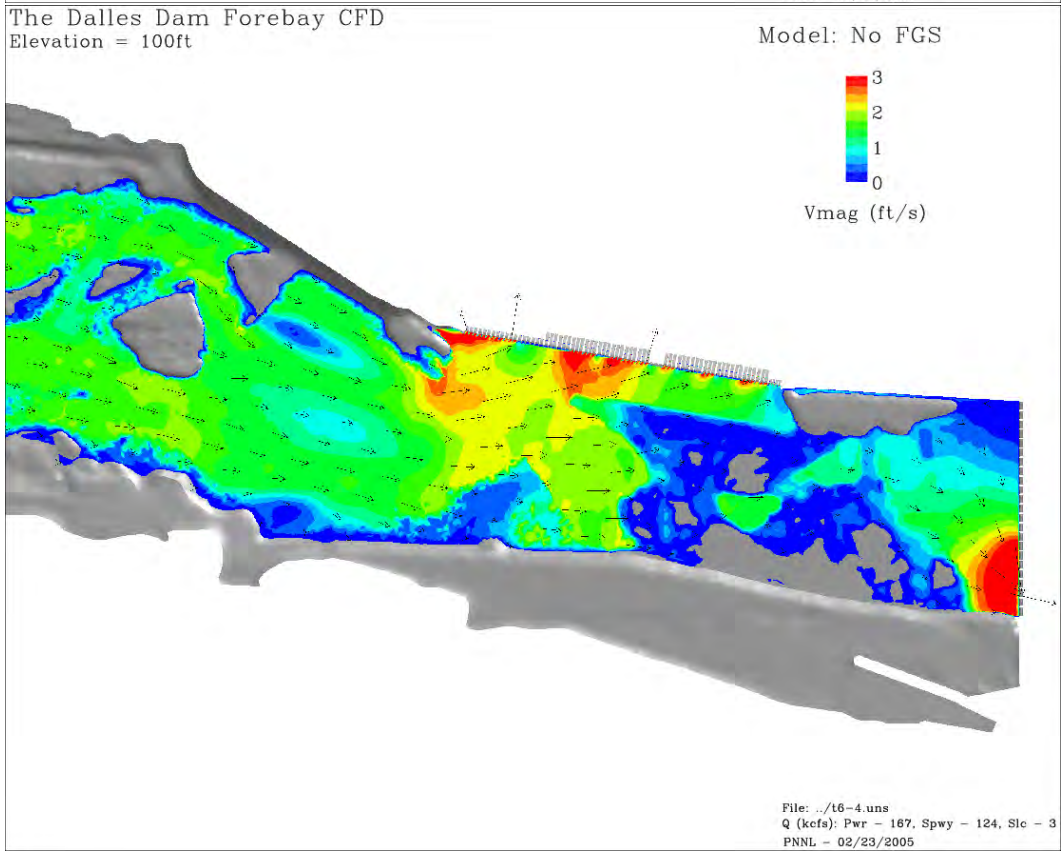 The Dalles Dam Forebay CFD
Elevation = 100ft
Model: No FGS
3
2
1
0
Vmag (ft/s)
File: ../t6-4.uns
Q (kcfs): Pwr - 167, Spwy - 124, Slc - 3
PNNL - 02/23/2005